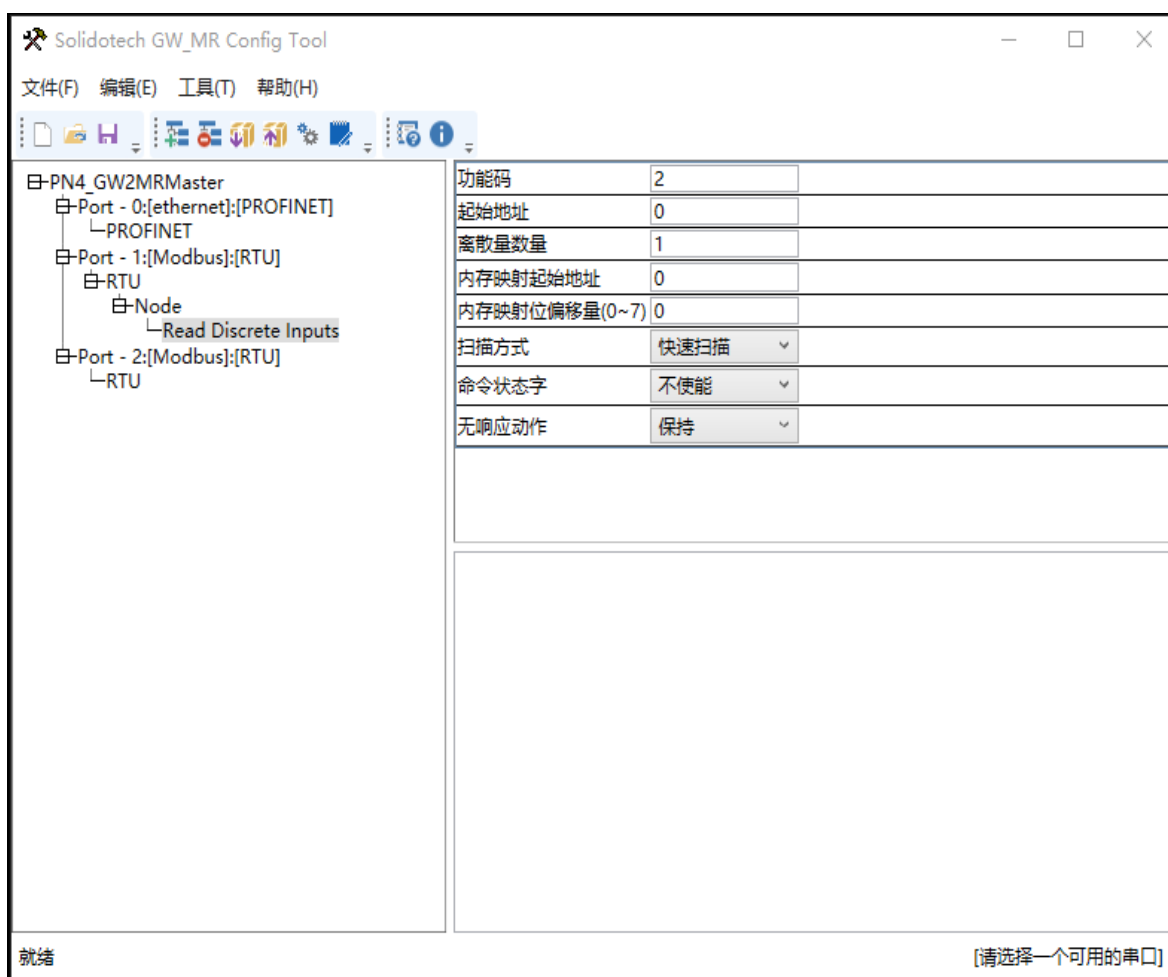 Solidotech GW_MR Config Tool
文件(F) 编辑(E) 工具(T) 帮助(H)
PN4_GW2MRMaster
Port - 0:[ethernet]:[PROFINET]
PROFINET
Port - 1:[Modbus]:[RTU]
RTU
Node
Read Discrete Inputs
Port - 2:[Modbus]:[RTU]
RTU
功能码 2
起始地址 0
离散量数量 1
内存映射起始地址 0
内存映射位偏移量(0~7) 0
扫描方式 快速扫描
命令状态字 不使能
无响应动作 保持
就绪 [请选择一个可用的串口]